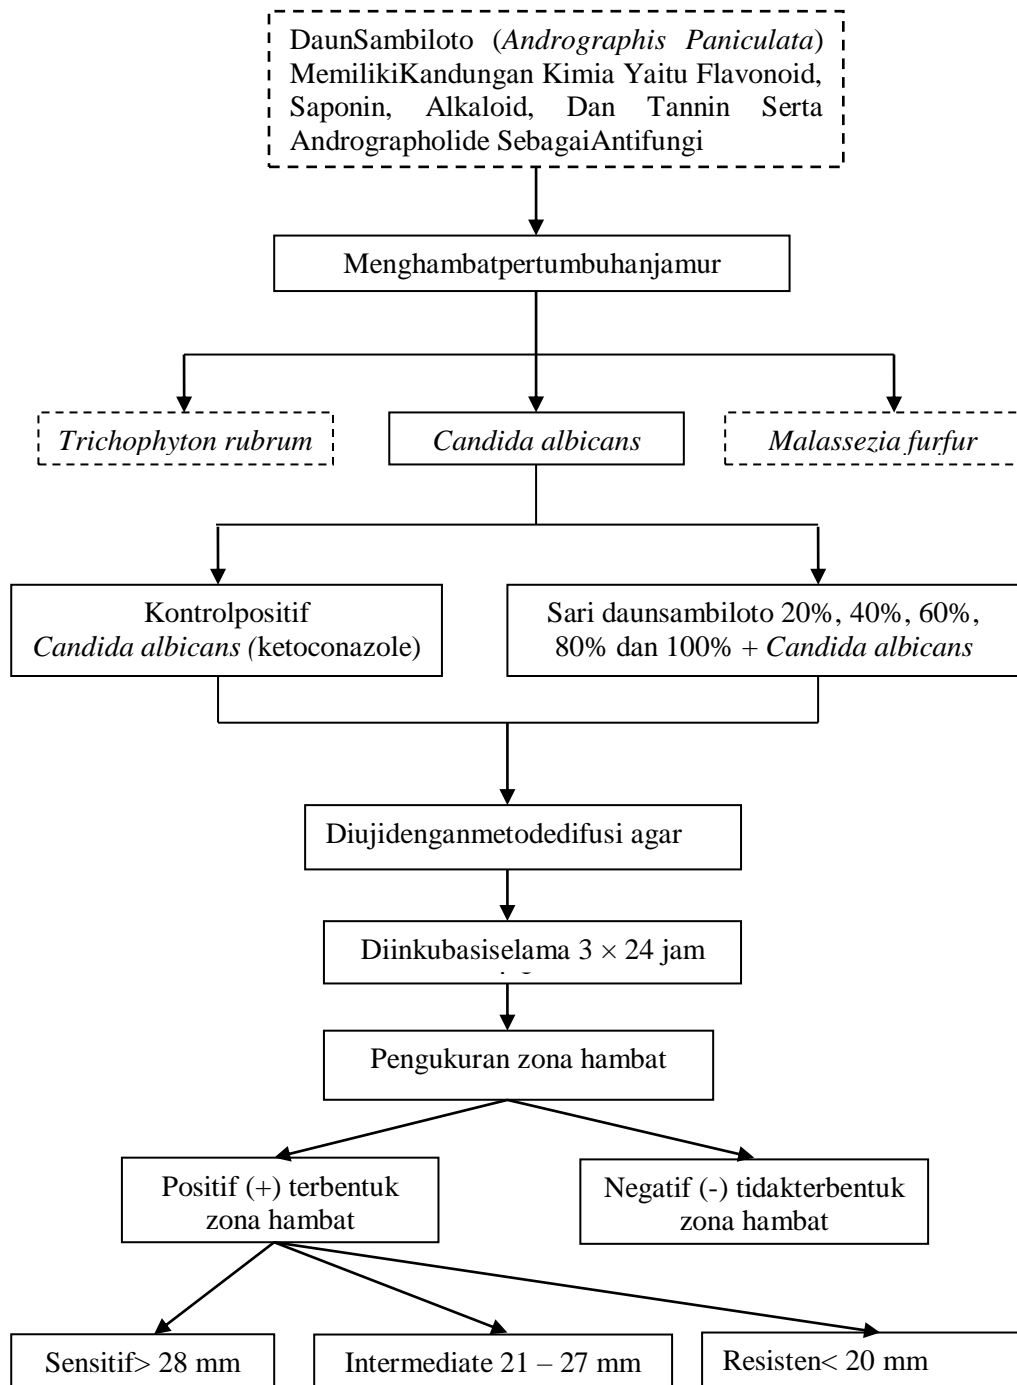 DaunSambiloto (Andrographis Paniculata)
MemilikiKandungan Kimia Yaitu Flavonoid,
Saponin, Alkaloid, Dan Tannin Serta
Andrographolide SebagaiAntifungi
Menghambatpertumbuhanjamur
Trichophyton rubrum
Candida albicans
Malassezia furfur
Kontrolpositif
Candida albicans (ketoconazole)
Sari daunsambiloto 20%, 40%, 60%,
80% dan 100% + Candida albicans
Diujidenganmetodedifusi agar
Diinkubasiselama 3 × 24 jam
Pengukuran zona hambat
Positif (+) terbentuk
zona hambat
Negatif (-) tidakterbentuk
zona hambat
Sensitif> 28 mm
Intermediate 21 – 27 mm
Resisten< 20 mm